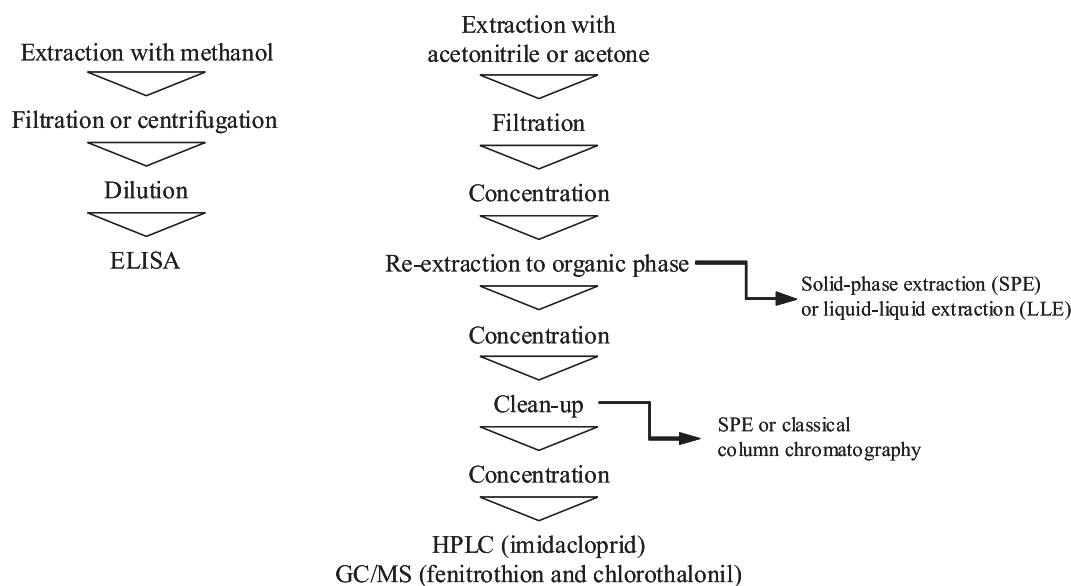 Extraction with methanol
Filtration or centrifugation
Dilution
ELISA
Extraction with
acetonitrile or acetone
Filtration
Concentration
Re-extraction to organic phase
Solid-phase extraction (SPE)
or liquid-liquid extraction (LLE)
Concentration
Clean-up
SPE or classical
column chromatography
Concentration
HPLC (imidacloprid)
GC/MS (fenitrothion and chlorothalonil)